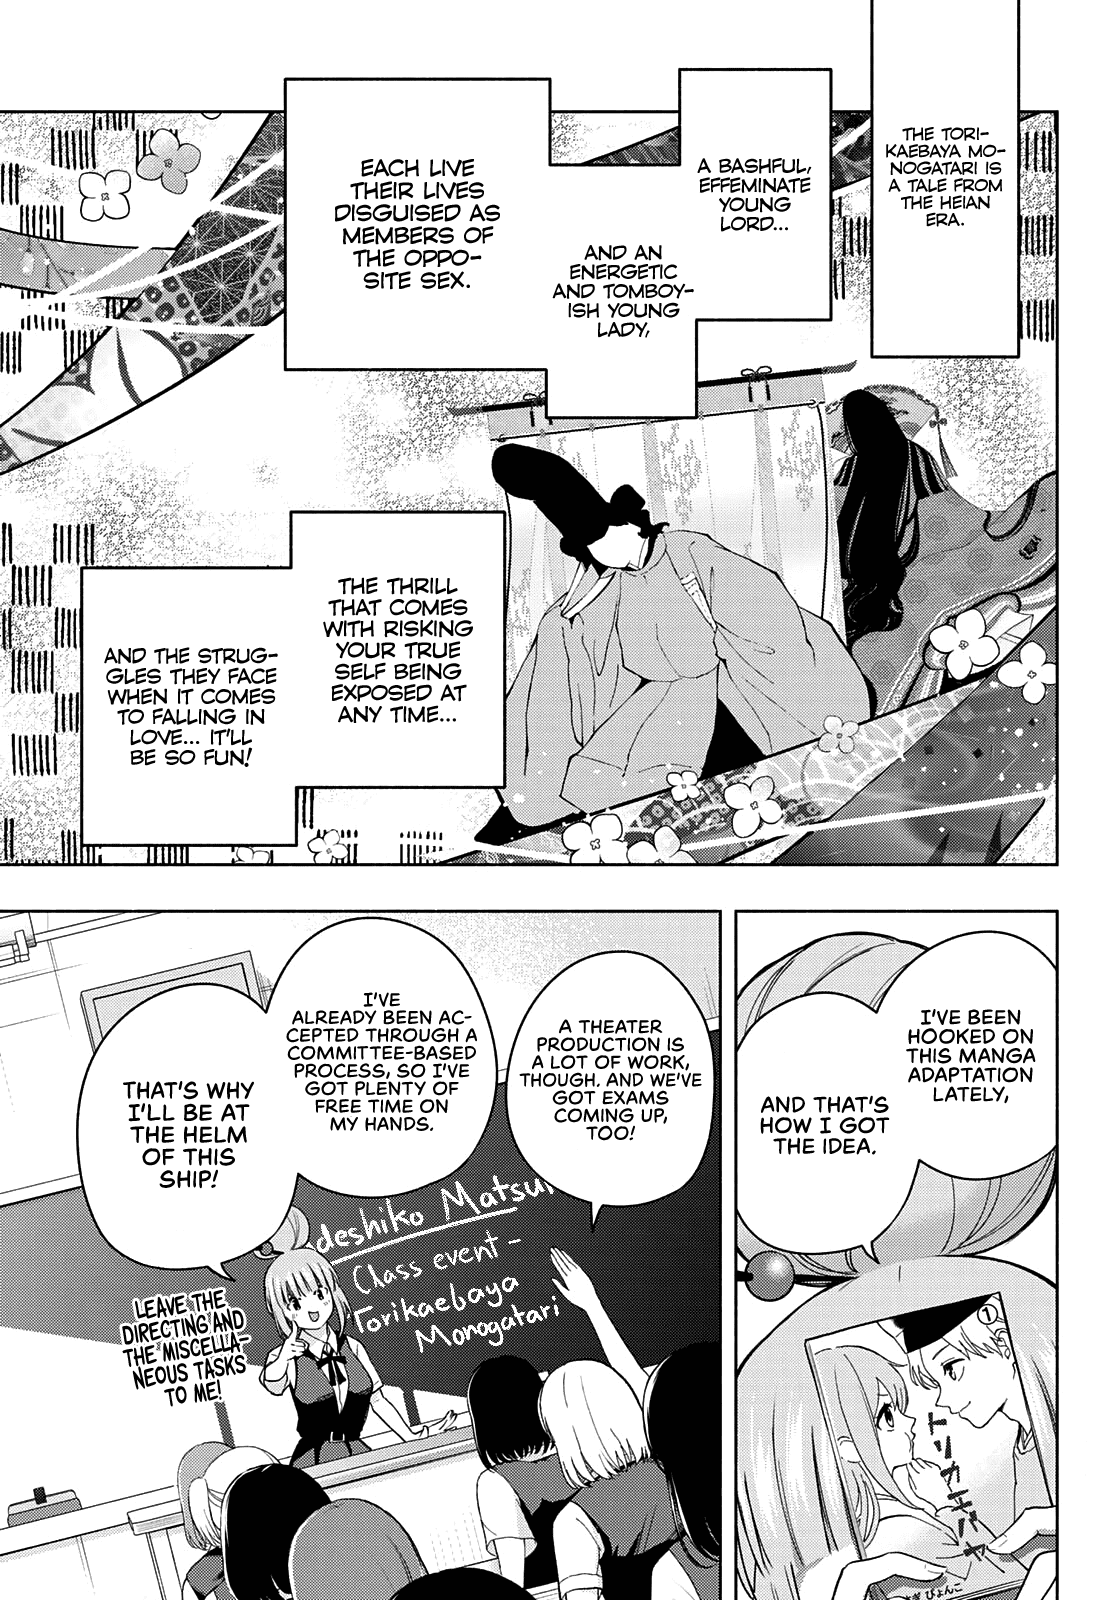 THE TORI-
KAEBAYA MO-
NOGATARI IS
A TALE FROM
THE HEIAN
ERA.
A BASHFUL,
EFFEMINATE
YOUNG
LORD...
AND AN
ENERGETIC
AND TOMBOY-
ISH YOUNG
LADY,
EACH LIVE
THEIR LIVES
DISGUISED AS
MEMBERS OF
THE OPPO-
SITE SEX.
THE THRILL
THAT COMES
WITH RISKING
YOUR TRUE
SELF BEING
EXPOSED AT
ANY TIME...
AND THE STRUG-
GLES THEY FACE
WHEN IT COMES
TO FALLING IN
LOVE... IT'LL
BE SO FUN!
I'VE BEEN
HOOKED ON
THIS MANGA
ADAPTATION
LATELY,
AND THAT'S
HOW I GOT
THE IDEA.
①
トリカエバヤ
ぴょんこ
A THEATER
PRODUCTION IS
A LOT OF WORK,
THOUGH. AND WE'VE
GOT EXAMS
COMING UP,
TOO!
I'VE
ALREADY BEEN AC-
CEPTED THROUGH A
COMMITTEE-BASED
PROCESS, SO I'VE
GOT PLENTY OF
FREE TIME ON
MY HANDS.
THAT'S WHY
I'LL BE AT
THE HELM
OF THIS
SHIP!
deshiko Matsuri
Class event -
Torikaebaya
Monogatari
LEAVE THE
DIRECTING AND
THE MISCELLA-
NEOUS TASKS
TO ME!